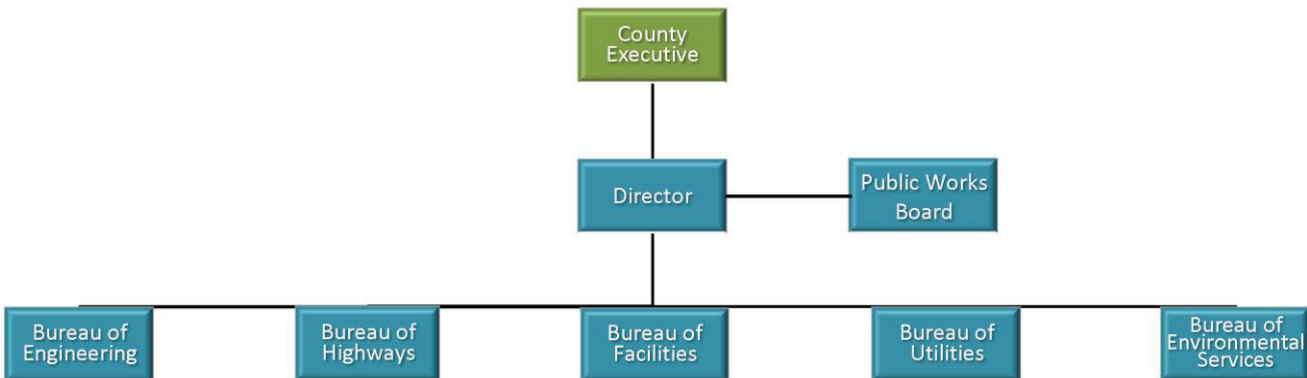 County
Executive
Director
Public Works
Board
Bureau of
Engineering
Bureau of
Highways
Bureau of
Facilities
Bureau of
Utilities
Bureau of
Environmental
Services